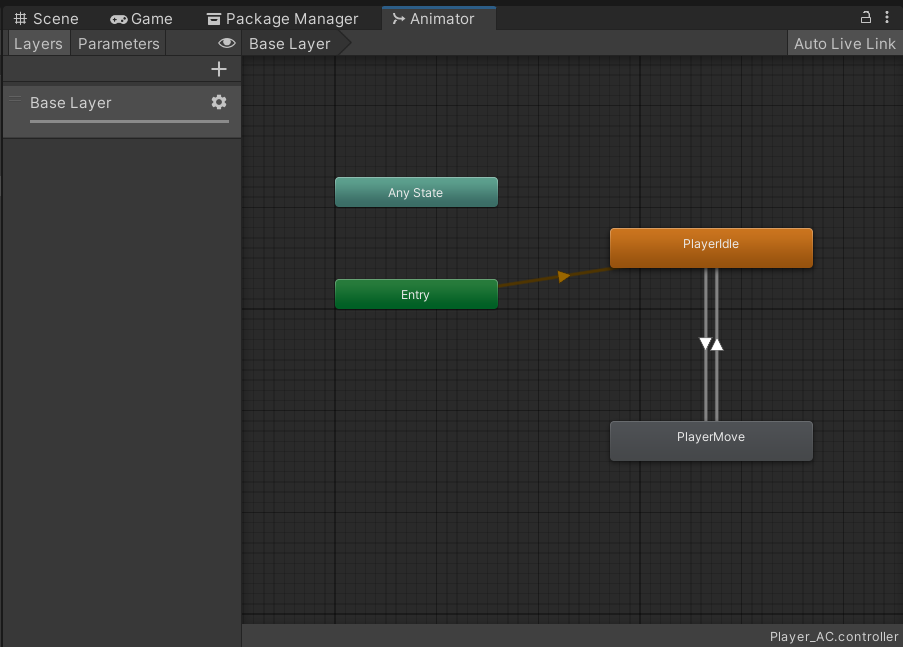 Scene Game Package Manager Animator
Layers Parameters Base Layer Auto Live Link
Base Layer
Any State
PlayerIdle
Entry
PlayerMove
Player_AC.controller